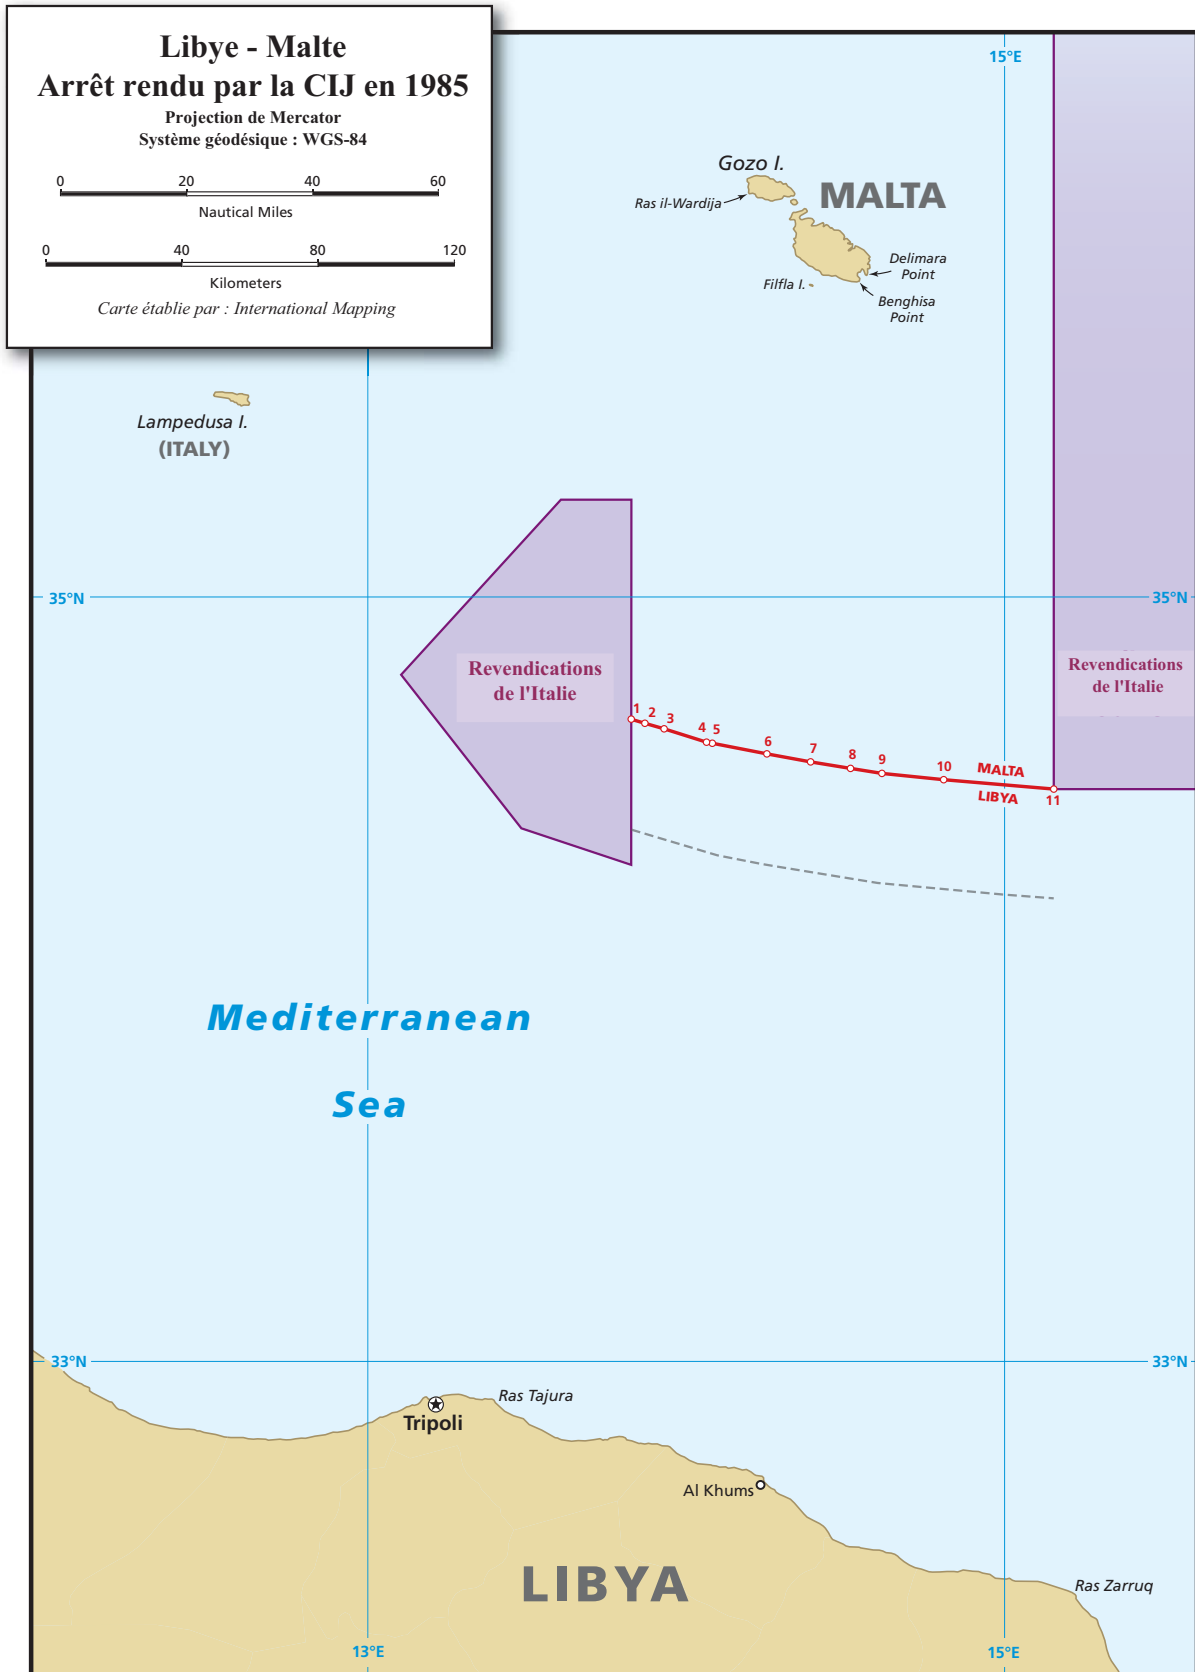 Libye - Malte
Arrêt rendu par la CIJ en 1985
Projection de Mercator
Système géodésique : WGS-84
0 20 40 60
Nautical Miles
0 40 80 120
Kilometers
Carte établie par : International Mapping
15°E
Gozo I.
Ras il-Wardija
MALTA
Delimara
Point
Filfla I.
Benghisa
Point
Lampedusa I.
(ITALY)
35°N
35°N
Revendications
de l'Italie
Revendications
de l'Italie
1 2 3 4 5 6 7 8 9 10 11
MALTA
LIBYA
Mediterranean
Sea
33°N
33°N
Ras Tajura
Tripoli
Al Khums
LIBYA
Ras Zarruq
13°E
15°E